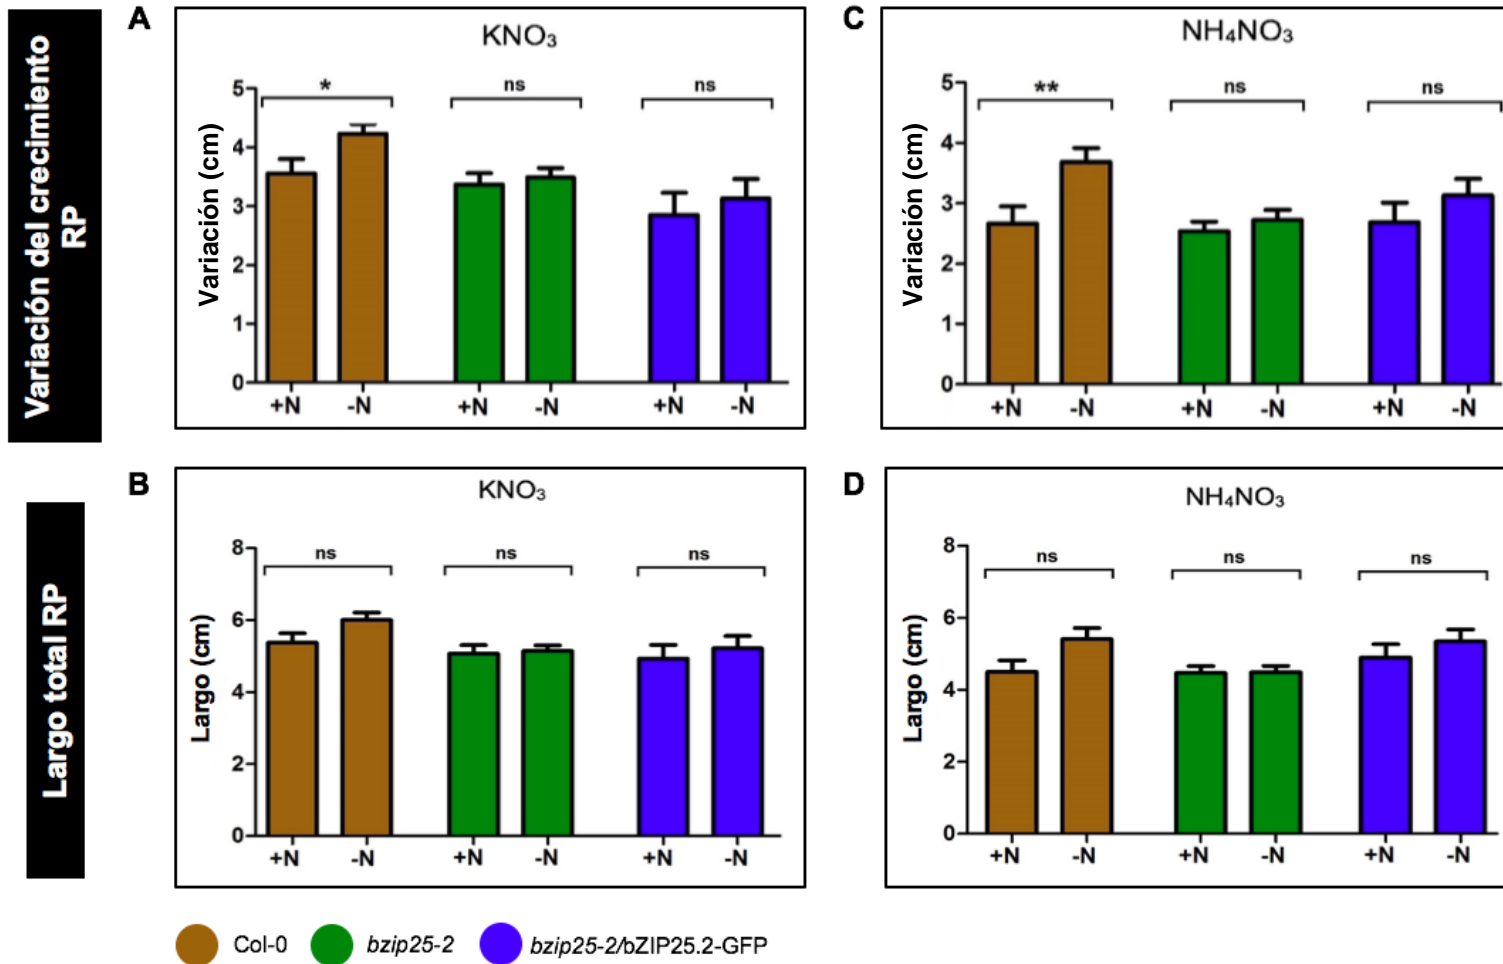 Variación del crecimiento
RP
A
KNO₃
Variación (cm)
5
4
3
2
1
0
*
ns
ns
+N
-N
+N
-N
+N
-N
C
NH₄NO₃
Variación (cm)
5
4
3
2
1
0
**
ns
ns
+N
-N
+N
-N
+N
-N
Largo total RP
B
KNO₃
Largo (cm)
8
6
4
2
0
ns
ns
ns
+N
-N
+N
-N
+N
-N
D
NH₄NO₃
Largo (cm)
8
6
4
2
0
ns
ns
ns
+N
-N
+N
-N
+N
-N
Col-0
bzip25-2
bzip25-2/bZIP25.2-GFP